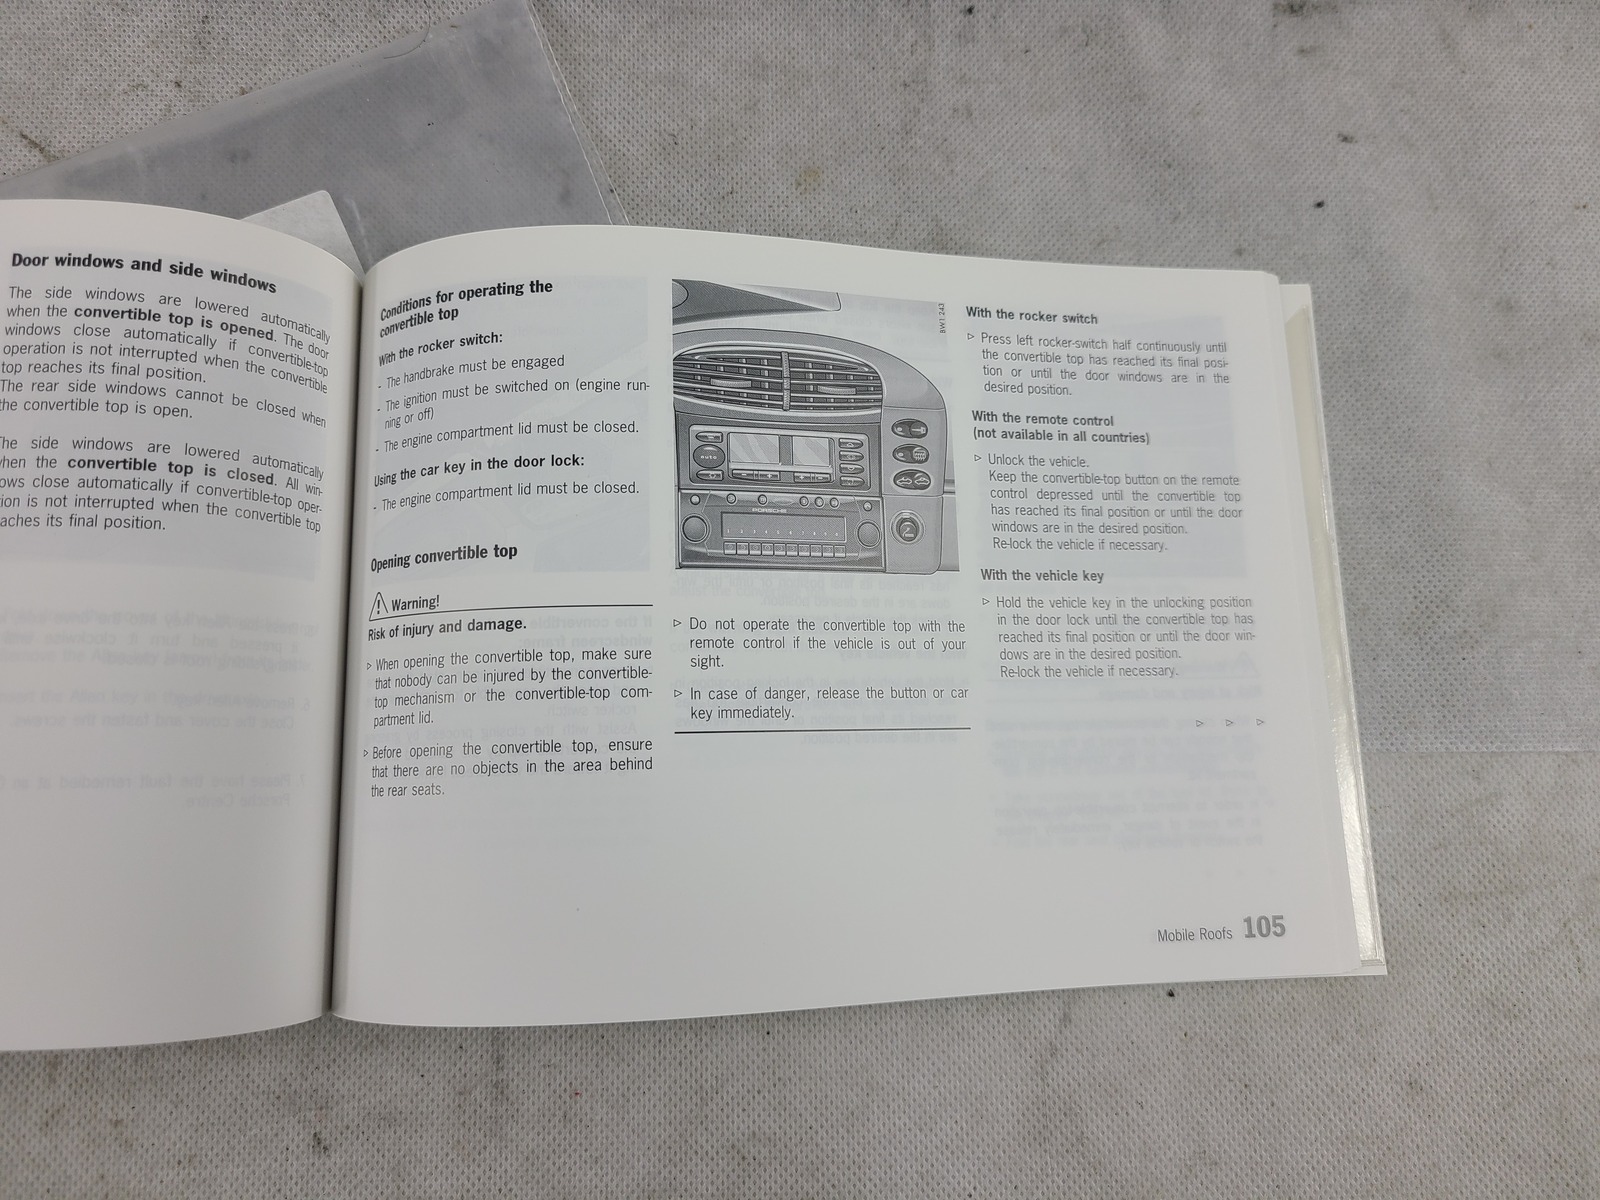 Door windows and side windows
The side windows are lowered automatically
when the convertible top is opened. The door
windows close automatically if convertible-top
operation is not interrupted when the convertible
top reaches its final position.
The rear side windows cannot be closed when
the convertible top is open.
The side windows are lowered automatically
when the convertible top is closed. All win-
ows close automatically if convertible-top oper-
ion is not interrupted when the convertible top
aches its final position.
Conditions for operating the
convertible top
With the rocker switch:
- The handbrake must be engaged
- The ignition must be switched on (engine run-
ning or off)
- The engine compartment lid must be closed.
Using the car key in the door lock:
- The engine compartment lid must be closed.
Opening convertible top
Warning!
Risk of injury and damage.
▷ When opening the convertible top, make sure
that nobody can be injured by the convertible-
top mechanism or the convertible-top com-
partment lid.
▷ Before opening the convertible top, ensure
that there are no objects in the area behind
the rear seats.
BW1 243
auto
PORSCHE
▷ Do not operate the convertible top with the
remote control if the vehicle is out of your
sight.
▷ In case of danger, release the button or car
key immediately.
With the rocker switch
▷ Press left rocker-switch half continuously until
the convertible top has reached its final posi-
tion or until the door windows are in the
desired position.
With the remote control
(not available in all countries)
▷ Unlock the vehicle.
Keep the convertible-top button on the remote
control depressed until the convertible top
has reached its final position or until the door
windows are in the desired position.
Re-lock the vehicle if necessary.
With the vehicle key
▷ Hold the vehicle key in the unlocking position
in the door lock until the convertible top has
reached its final position or until the door win-
dows are in the desired position.
Re-lock the vehicle if necessary.
▷ ▷ ▷
Mobile Roofs 105